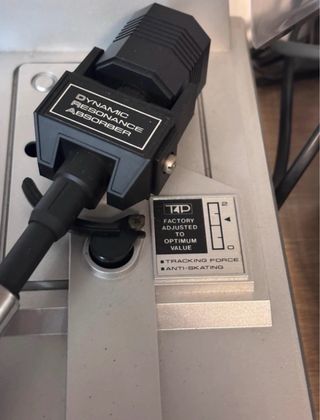 DYNAMIC
RESONANCE
ABSORBER
T4P
FACTORY
ADJUSTED
TO
OPTIMUM
VALUE
2
0
■ TRACKING FORCE
■ ANTI-SKATING